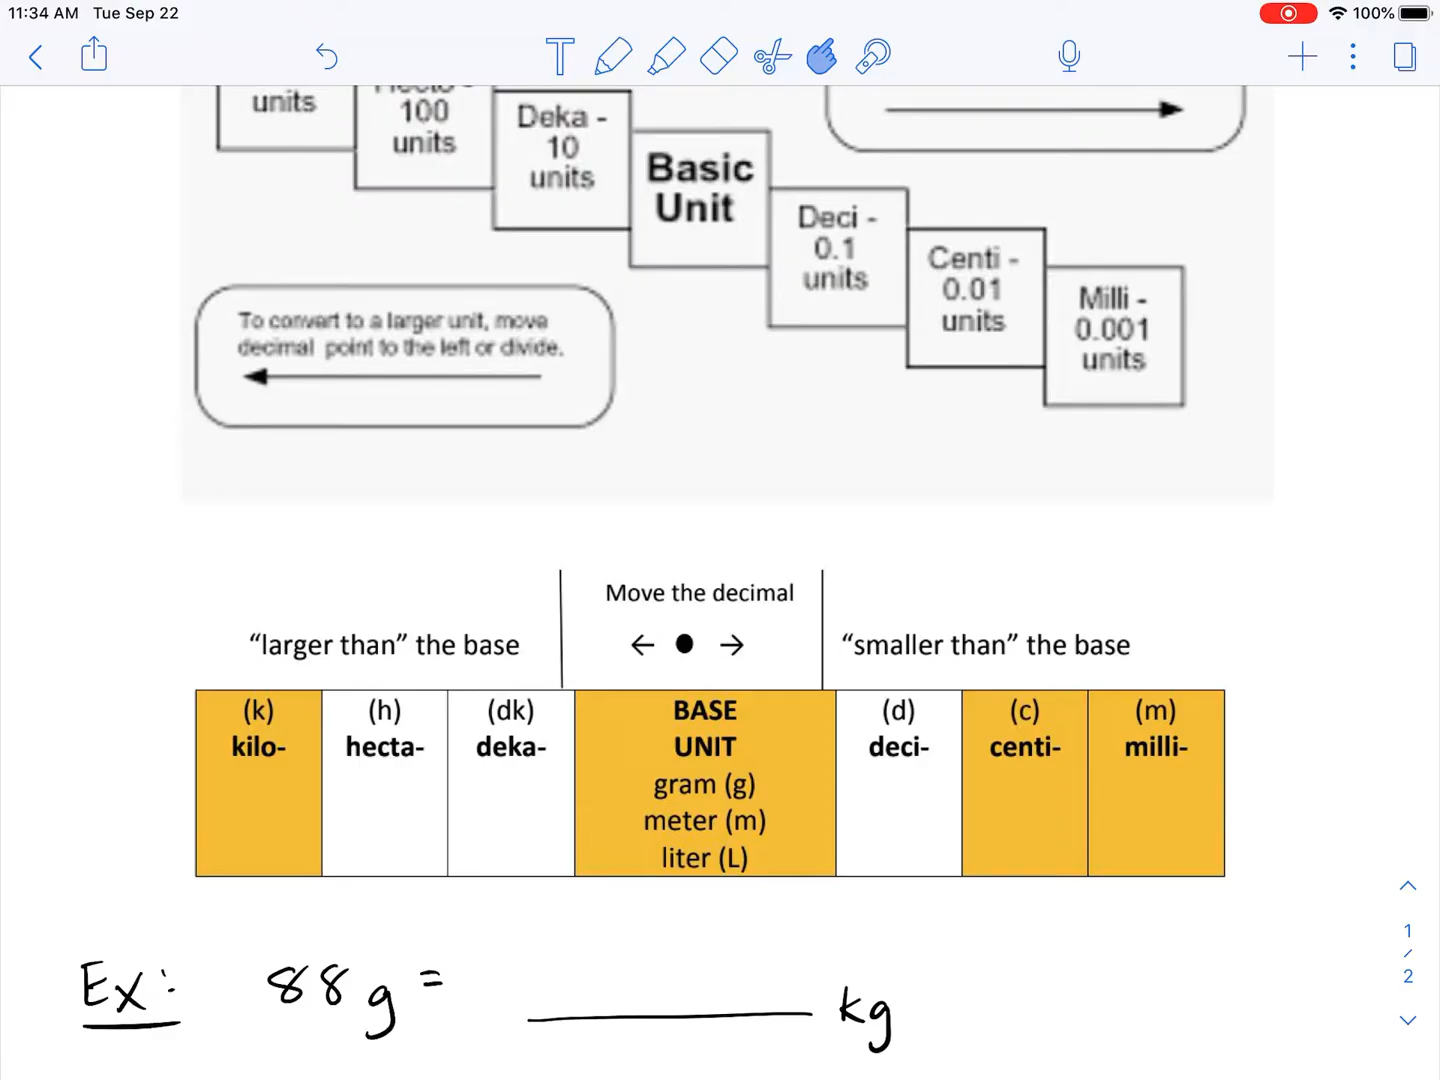 11:34 AM Tue Sep 22
100%
units
Hecto -
100
units
Deka -
10
units
Basic
Unit
Deci -
0.1
units
Centi -
0.01
units
Milli -
0.001
units
To convert to a larger unit, move
decimal point to the left or divide.
Move the decimal
"larger than" the base
← ● →
"smaller than" the base
(k)
kilo-
(h)
hecta-
(dk)
deka-
BASE
UNIT
gram (g)
meter (m)
liter (L)
(d)
deci-
(c)
centi-
(m)
milli-
1
/
2
Ex: 88g = ________ kg